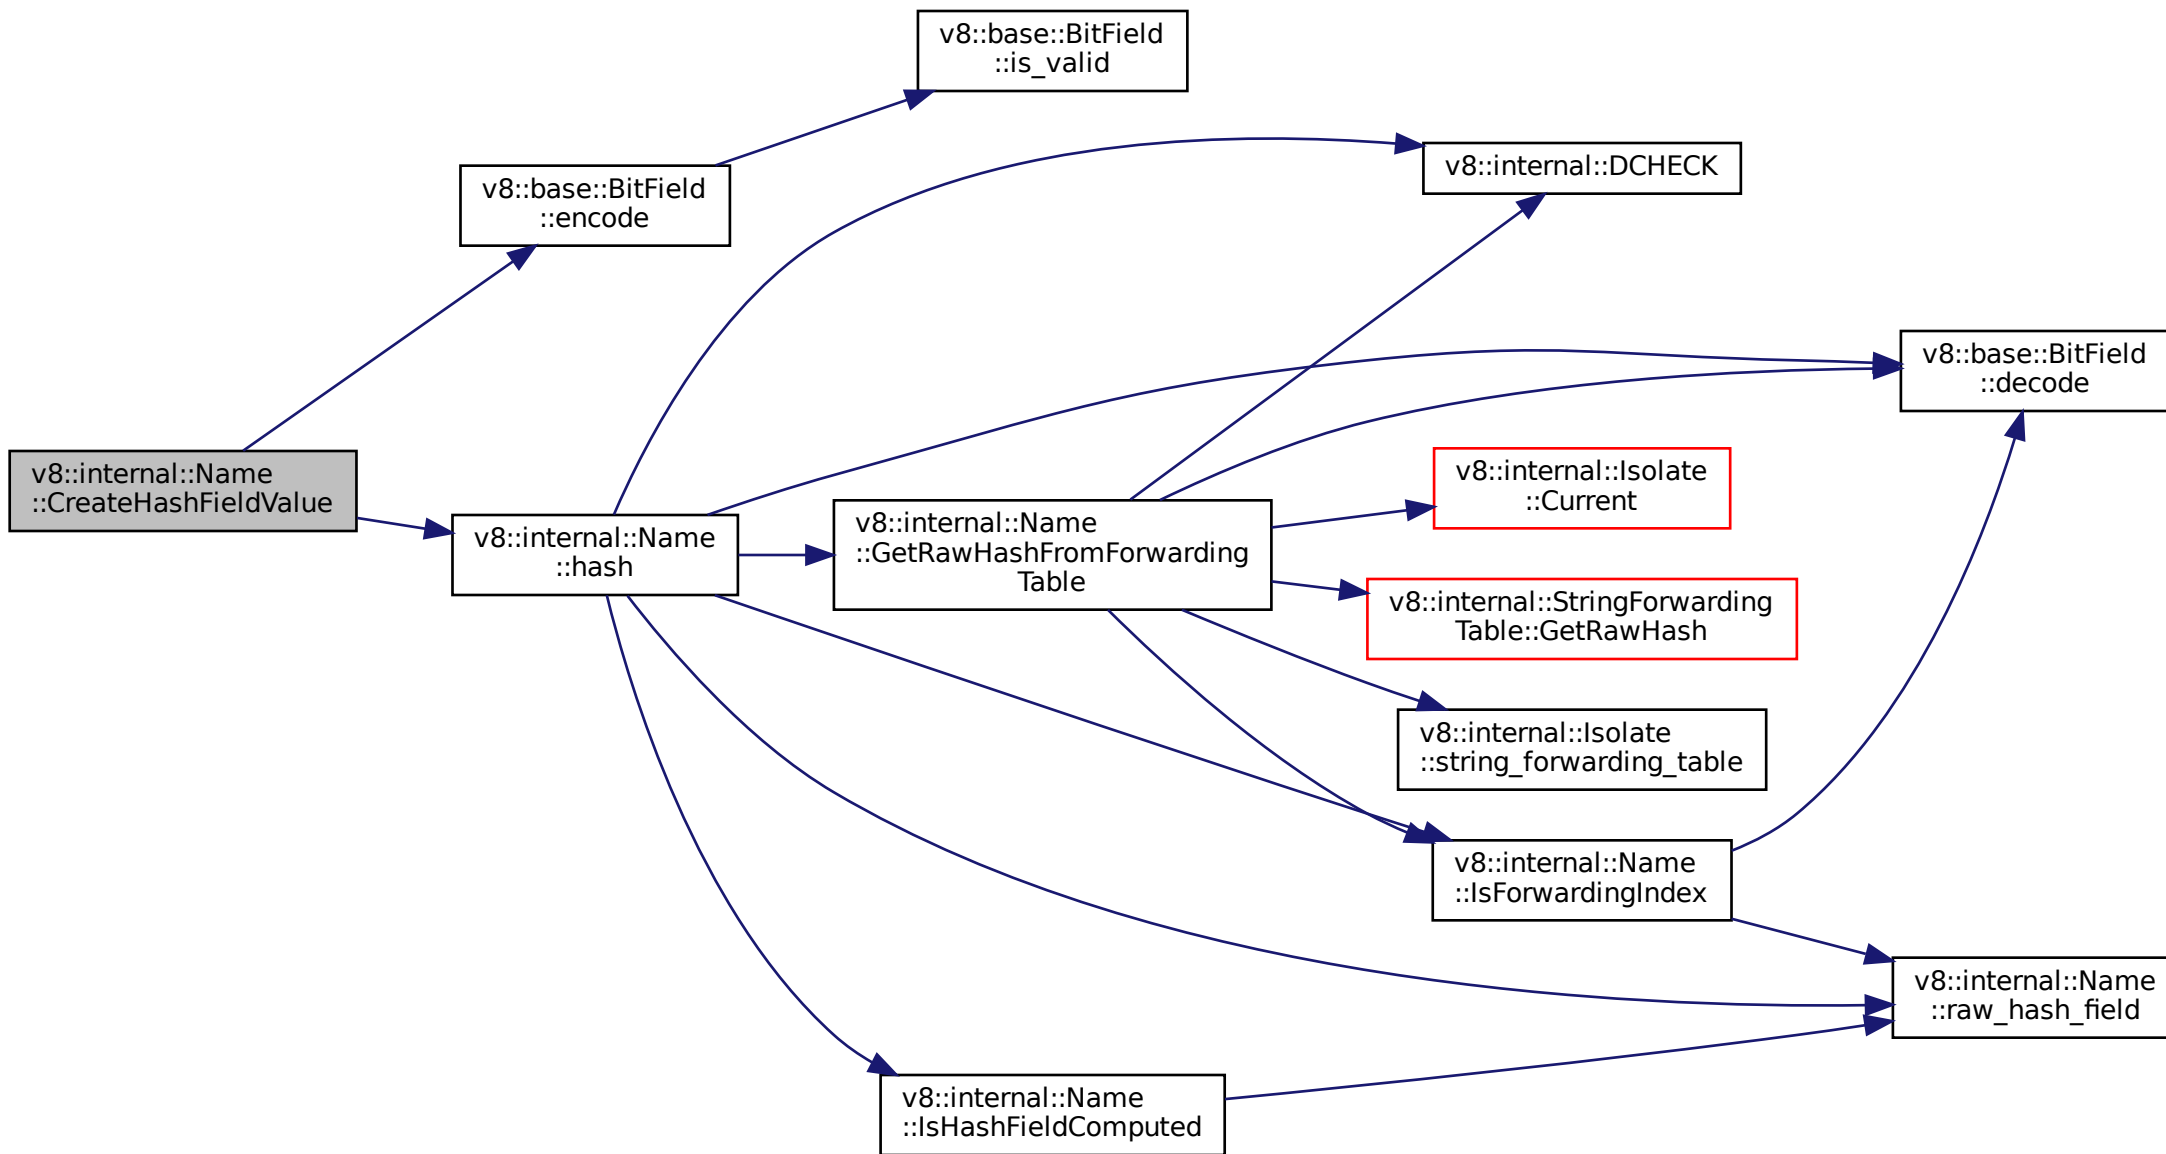 v8::base::BitField
::is_valid
v8::internal::DCHECK
v8::base::BitField
::encode
v8::base::BitField
::decode
v8::internal::Name
::CreateHashFieldValue
v8::internal::Isolate
::Current
v8::internal::Name
::hash
v8::internal::Name
::GetRawHashFromForwarding
Table
v8::internal::StringForwarding
Table::GetRawHash
v8::internal::Isolate
::string_forwarding_table
v8::internal::Name
::IsForwardingIndex
v8::internal::Name
::raw_hash_field
v8::internal::Name
::IsHashFieldComputed